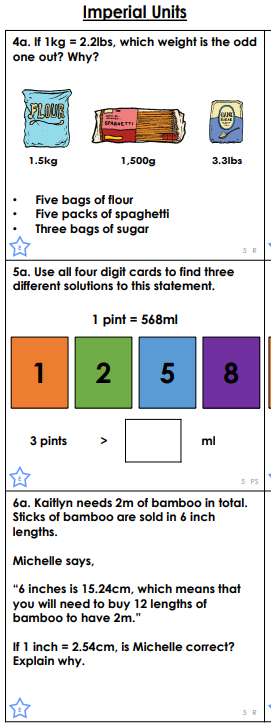 Imperial Units
4a. If 1kg = 2.2lbs, which weight is the odd
one out? Why?
FLOUR
SPAGHETTI
SUGAR
1.5kg 1,500g 3.3lbs
• Five bags of flour
• Five packs of spaghetti
• Three bags of sugar
E
5 R
5a. Use all four digit cards to find three
different solutions to this statement.
1 pint = 568ml
1 2 5 8
3 pints > ml
E
5 PS
6a. Kaitlyn needs 2m of bamboo in total.
Sticks of bamboo are sold in 6 inch
lengths.
Michelle says,
“6 inches is 15.24cm, which means that
you will need to buy 12 lengths of
bamboo to have 2m.”
If 1 inch = 2.54cm, is Michelle correct?
Explain why.
E
5 R